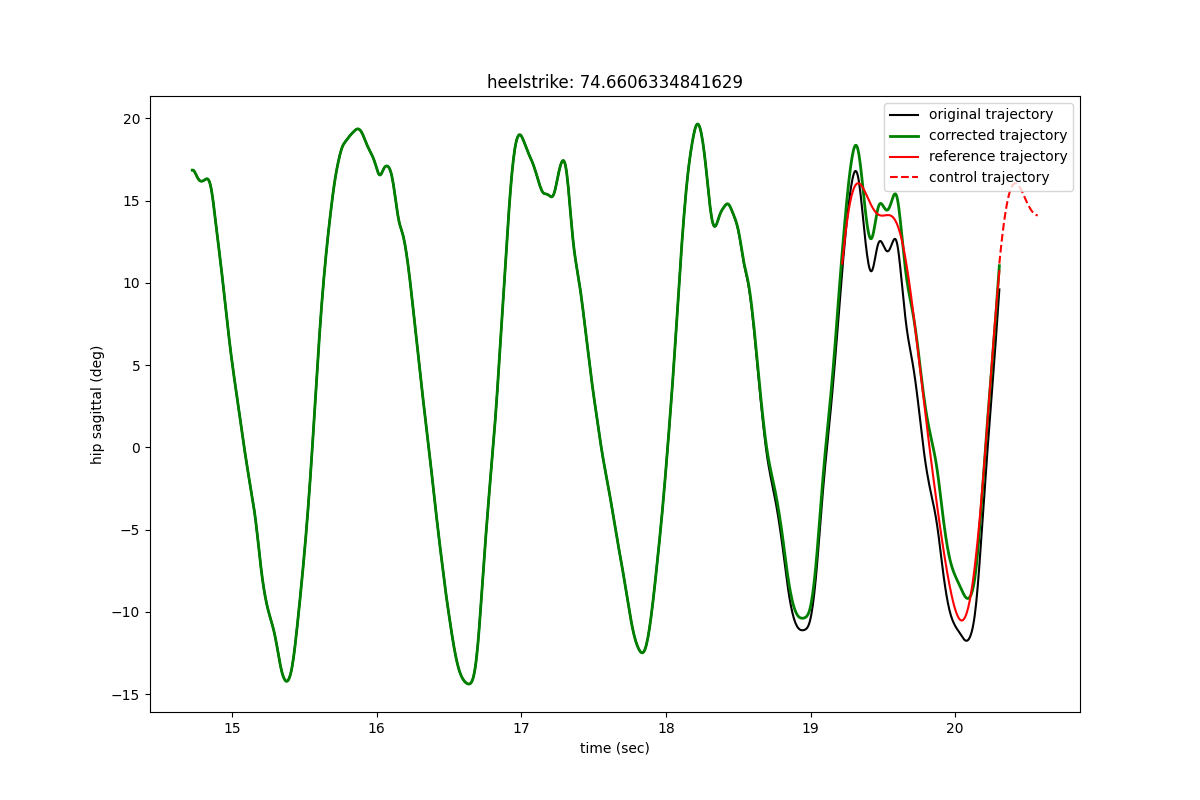 heelstrike: 74.6606334841629
original trajectory
corrected trajectory
reference trajectory
control trajectory
20
15
10
5
0
−5
−10
−15
hip sagittal (deg)
15 16 17 18 19 20
time (sec)